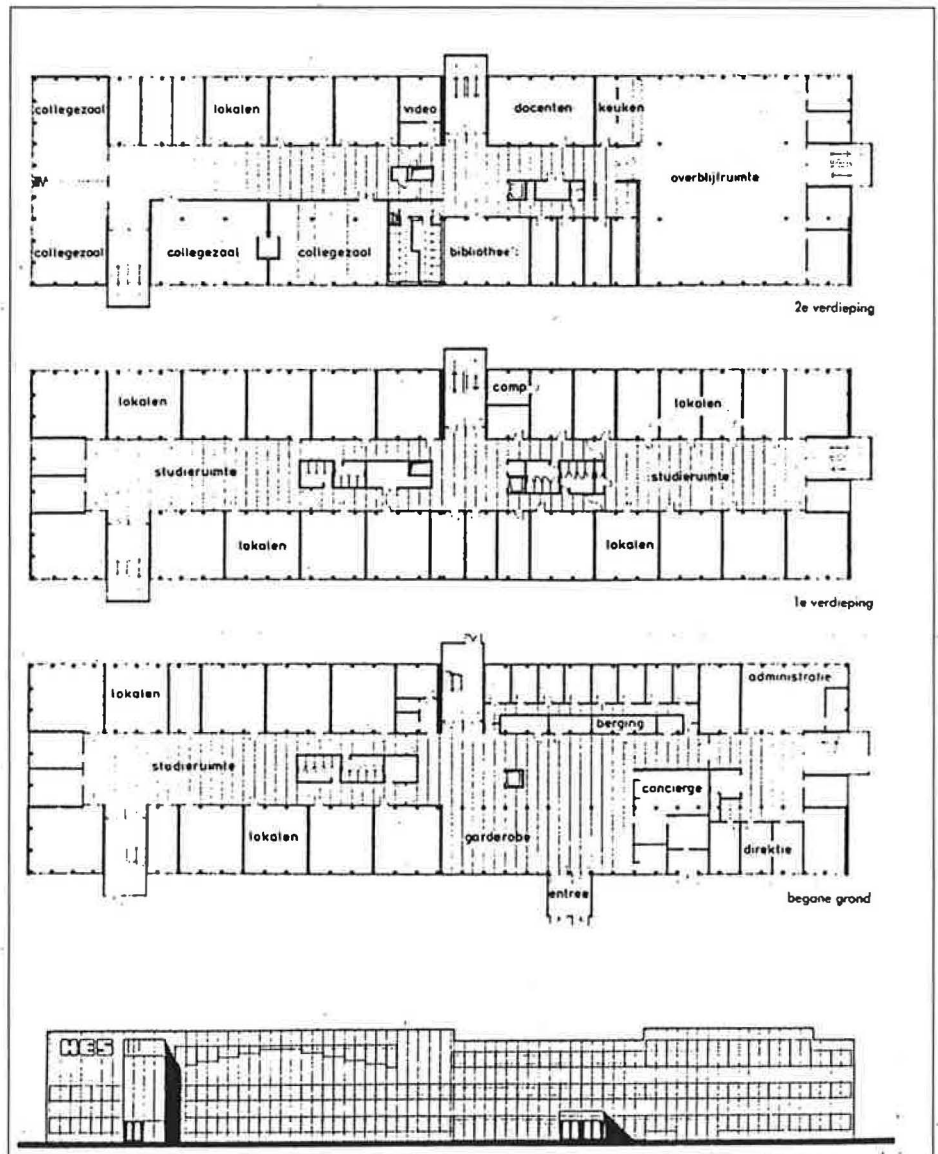 collegezaal
lokalen
video
docenten
keuken
overblijfruimte
collegezaal
collegezaal
collegezaal
bibliothee
2e verdieping
lokalen
comp
lokalen
studieruimte
studieruimte
lokalen
lokalen
1e verdieping
lokalen
administratie
berging
studieruimte
concierge
lokalen
garderobe
direktie
entree
begane grond
HES